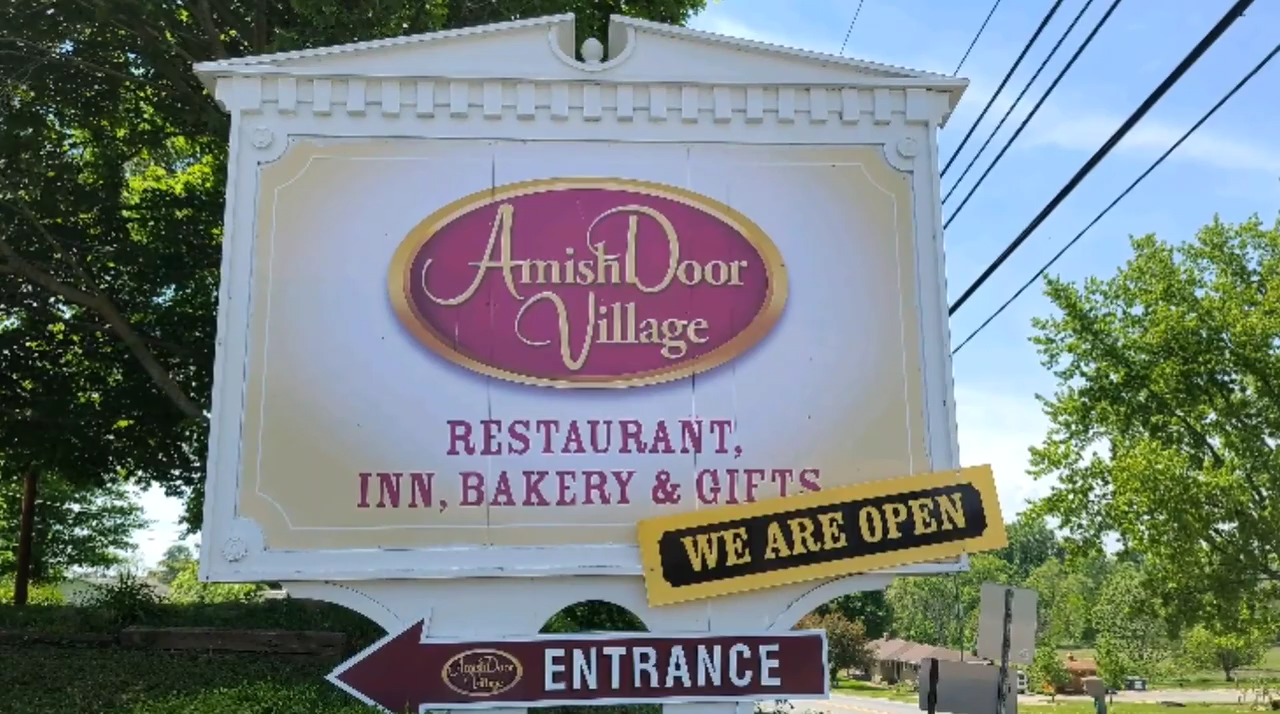 Amish Door
Village
RESTAURANT,
INN, BAKERY & GIFTS
WE ARE OPEN
Amish Door
Village
ENTRANCE